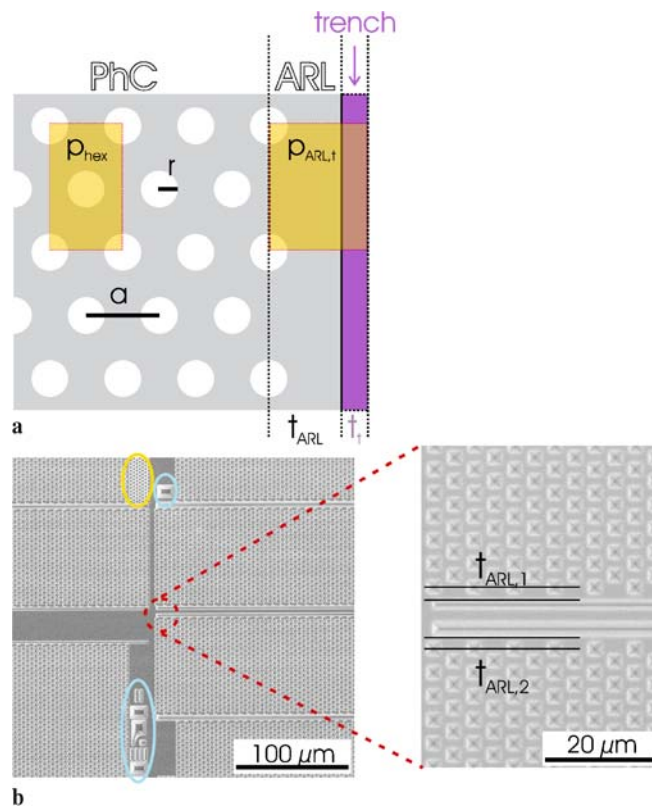 trench
PhC ARL
p_hex p_ARL,t
r
a
a t_ARL t_t
t_ARL,1
t_ARL,2
100 µm 20 µm
b